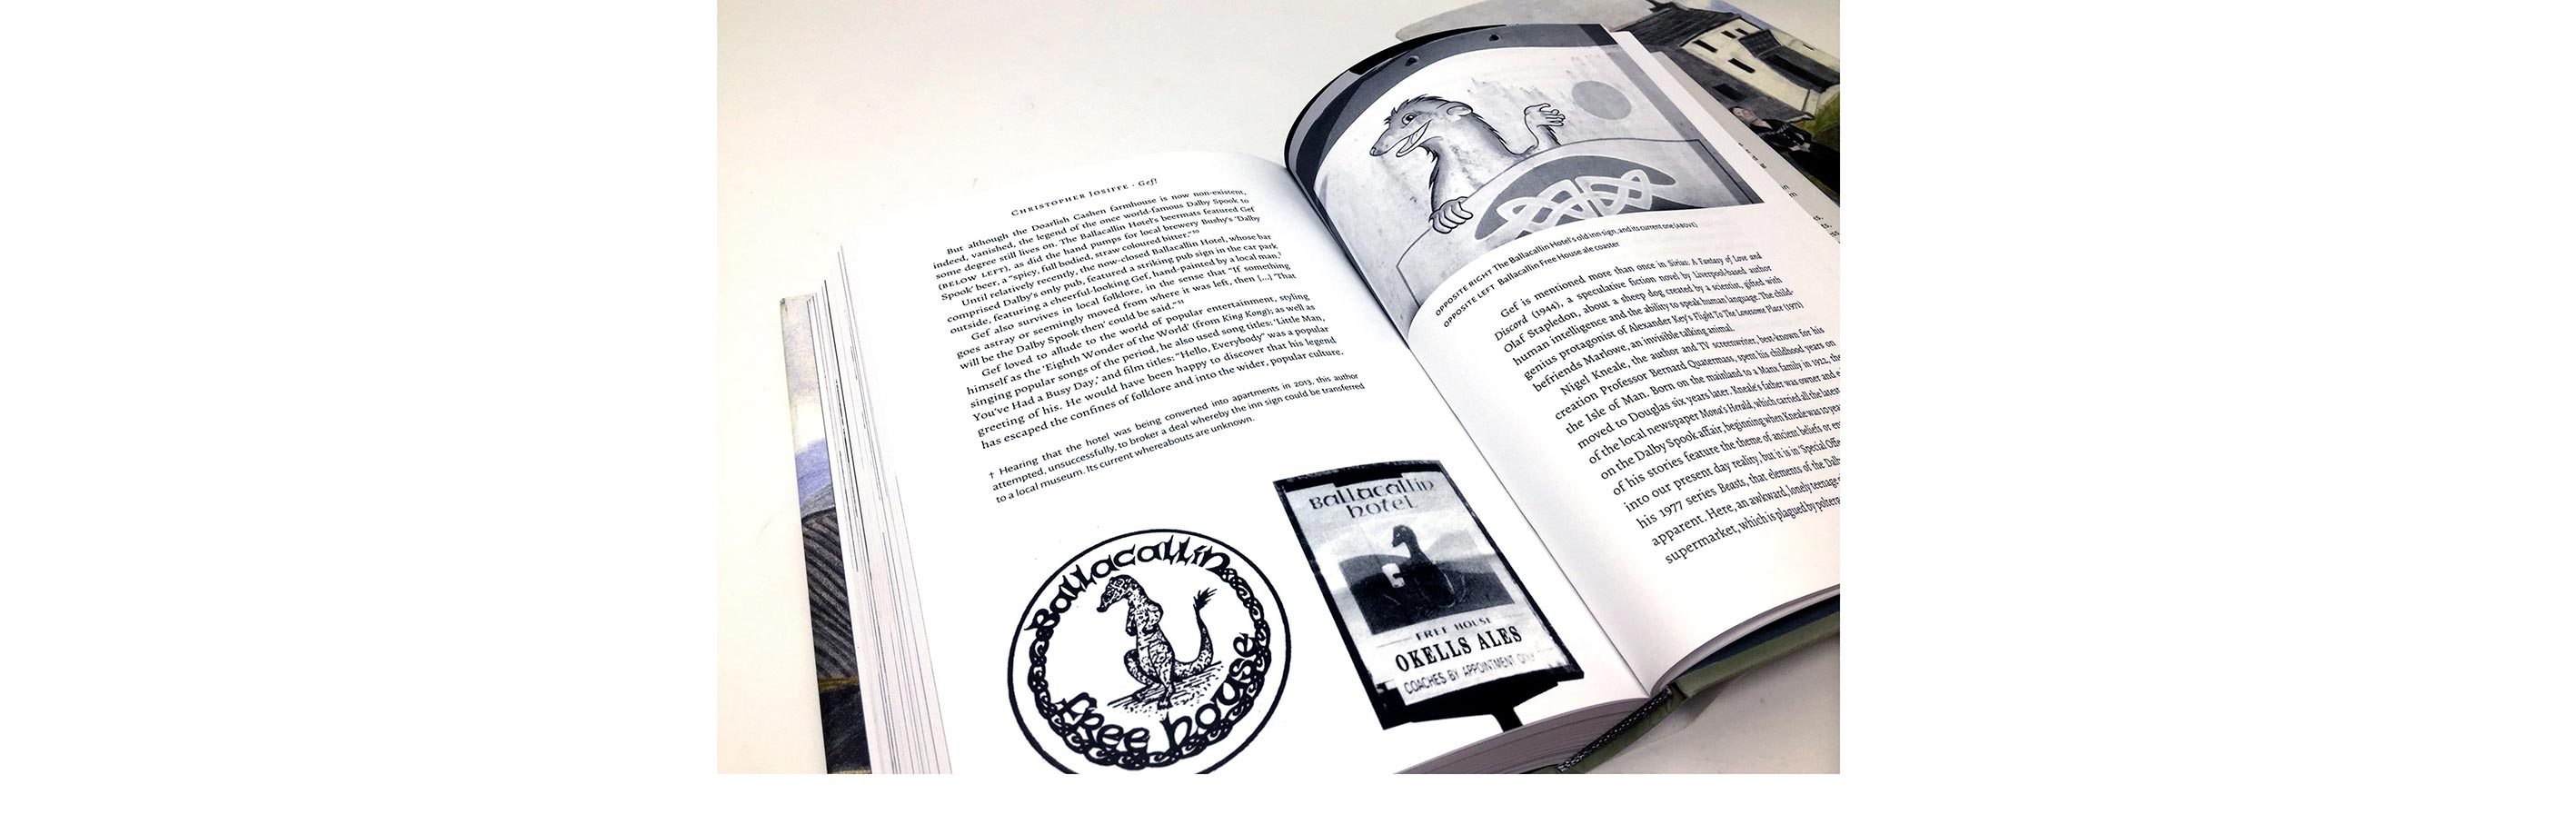 CHRISTOPHER JOSIFFE · Gef!
But although the Doarlish Cashen farmhouse is now non-existent,
indeed, vanished, the legend of the once world-famous Dalby Spook to
some degree still lives on. The Ballacallin Hotel's beermats featured Gef
(BELOW LEFT), as did the hand pumps for local brewery Bushy's 'Dalby
Spook' beer, a "spicy, full bodied, straw coloured bitter."
Until relatively recently, the now-closed Ballacallin Hotel, whose bar
comprised Dalby's only pub, featured a striking pub sign in the car park
outside, featuring a cheerful-looking Gef, hand-painted by a local man.
Gef also survives in local folklore, in the sense that "If something
goes astray or seemingly moved from where it was left, then [...] 'That
will be the Dalby Spook then' could be said."
Gef loved to allude to the world of popular entertainment, styling
himself as the 'Eighth Wonder of the World' (from King Kong); as well as
singing popular songs of the period, he also used song titles: 'Little Man,
You've Had a Busy Day,' and film titles: "Hello, Everybody" was a popular
greeting of his. He would have been happy to discover that his legend
has escaped the confines of folklore and into the wider, popular culture.
† Hearing that the hotel was being converted into apartments in 2013, this author
attempted, unsuccessfully, to broker a deal whereby the inn sign could be transferred
to a local museum. Its current whereabouts are unknown.
Ballacallin
free house
Ballacallin
hotel
FREE HOUSE
OKELLS ALES
COACHES BY APPOINTMENT ONLY
OPPOSITE RIGHT The Ballacallin Hotel's old inn sign, and its current one (ABOVE)
OPPOSITE LEFT Ballacallin Free House ale coaster
Gef is mentioned more than once in Sirius: A Fantasy of Love and
Discord (1944), a speculative fiction novel by Liverpool-based author
Olaf Stapledon, about a sheep dog created by a scientist, gifted with
human intelligence and the ability to speak human language. The child-
genius protagonist of Alexander Key's Flight To The Lonesome Place (1971)
befriends Marlowe, an invisible talking animal.
Nigel Kneale, the author and TV screenwriter, best-known for his
creation Professor Bernard Quatermass, spent his childhood years on
the Isle of Man. Born on the mainland to a Manx family in 1922, the
moved to Douglas six years later. Kneale's father was owner and e
of the local newspaper Mona's Herald, which carried all the latest
on the Dalby Spook affair, beginning when Kneale was 10 yea
of his stories feature the theme of ancient beliefs or en
into our present day reality, but it is in 'Special Offe
his 1977 series Beasts, that elements of the Dalb
apparent. Here, an awkward, lonely teenage
supermarket, which is plagued by polterg